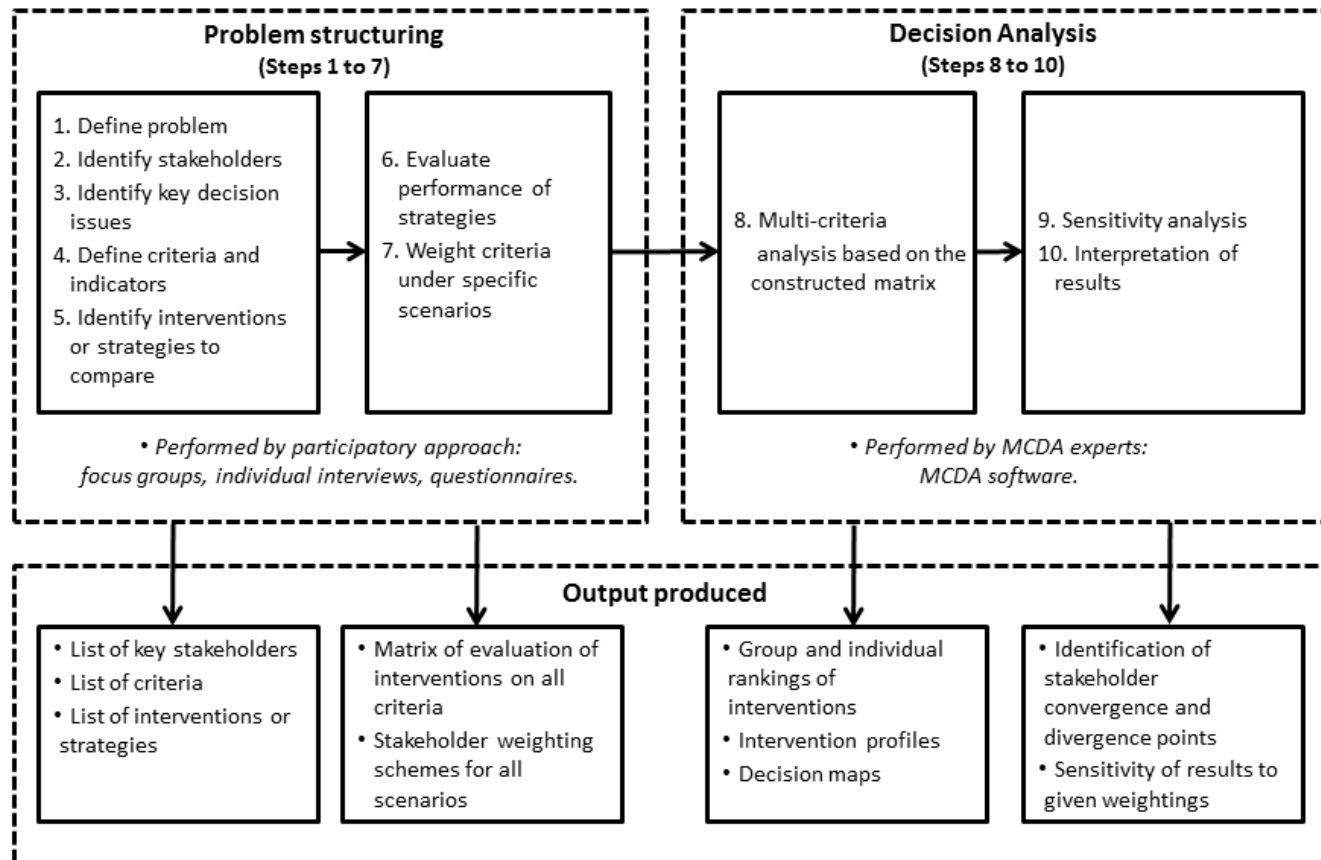 Problem structuring
(Steps 1 to 7)
1. Define problem
2. Identify stakeholders
3. Identify key decision
issues
4. Define criteria and
indicators
5. Identify interventions
or strategies to
compare
6. Evaluate
performance of
strategies
7. Weight criteria
under specific
scenarios
• Performed by participatory approach:
focus groups, individual interviews, questionnaires.
Decision Analysis
(Steps 8 to 10)
8. Multi-criteria
analysis based on the
constructed matrix
9. Sensitivity analysis
10. Interpretation of
results
• Performed by MCDA experts:
MCDA software.
Output produced
• List of key stakeholders
• List of criteria
• List of interventions or
strategies
• Matrix of evaluation of
interventions on all
criteria
• Stakeholder weighting
schemes for all
scenarios
• Group and individual
rankings of
interventions
• Intervention profiles
• Decision maps
• Identification of
stakeholder
convergence and
divergence points
• Sensitivity of results to
given weightings